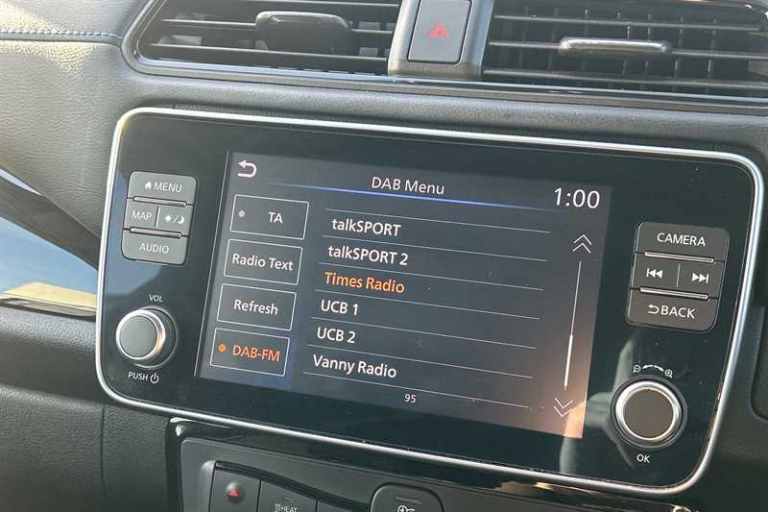 DAB Menu
1:00
TA
Radio Text
Refresh
DAB-FM
talkSPORT
talkSPORT 2
Times Radio
UCB 1
UCB 2
Vanny Radio
95
MENU
MAP
AUDIO
VOL
PUSH
CAMERA
BACK
OK
HEAT